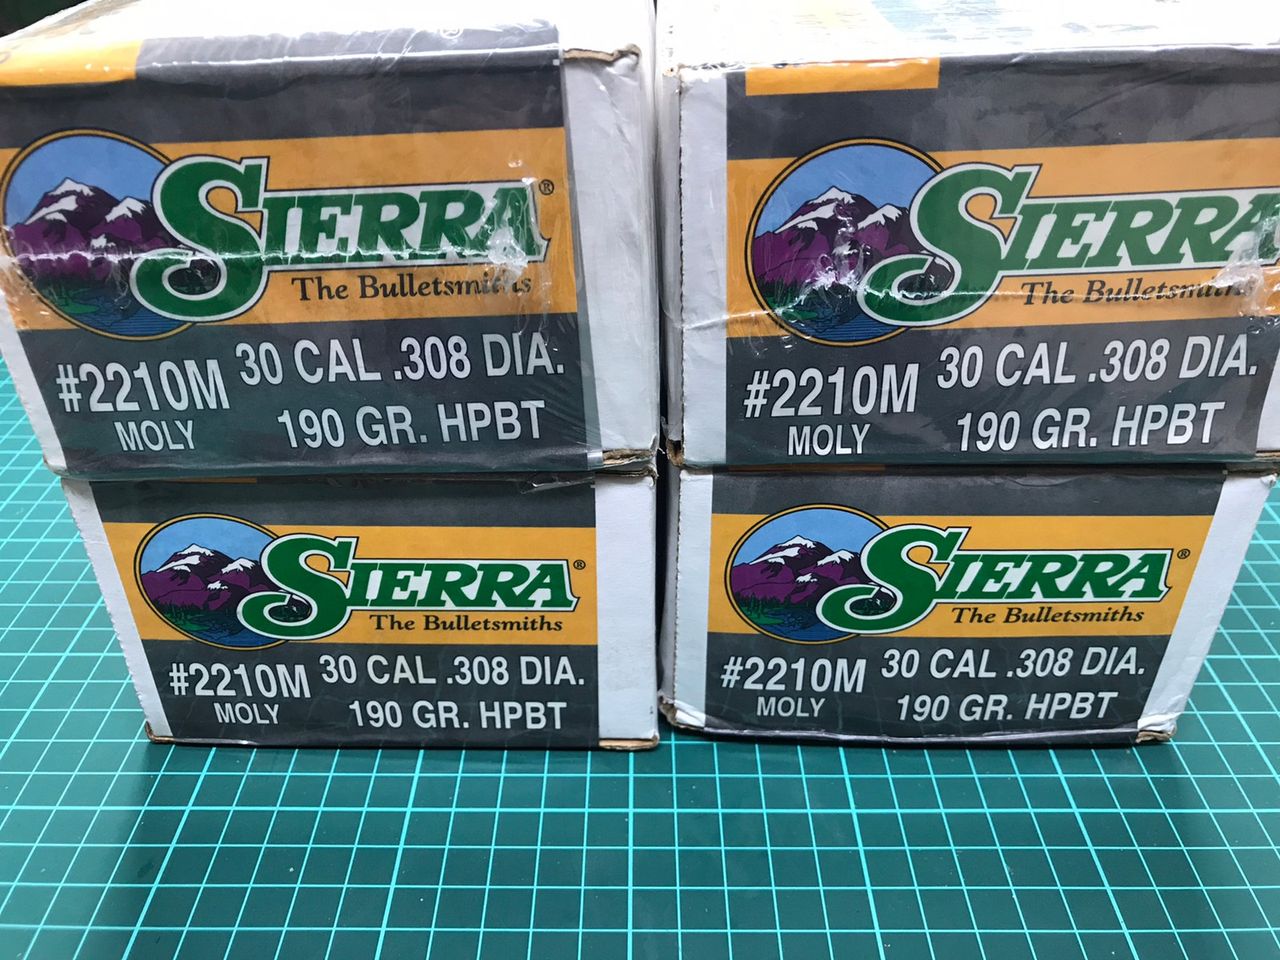 SIERRA®
The Bulletsmiths
#2210M 30 CAL .308 DIA.
MOLY 190 GR. HPBT
SIERRA
The Bulletsmiths
#2210M 30 CAL .308 DIA.
MOLY 190 GR. HPBT
SIERRA®
The Bulletsmiths
#2210M 30 CAL .308 DIA.
MOLY 190 GR. HPBT
SIERRA®
The Bulletsmiths
#2210M 30 CAL .308 DIA.
MOLY 190 GR. HPBT